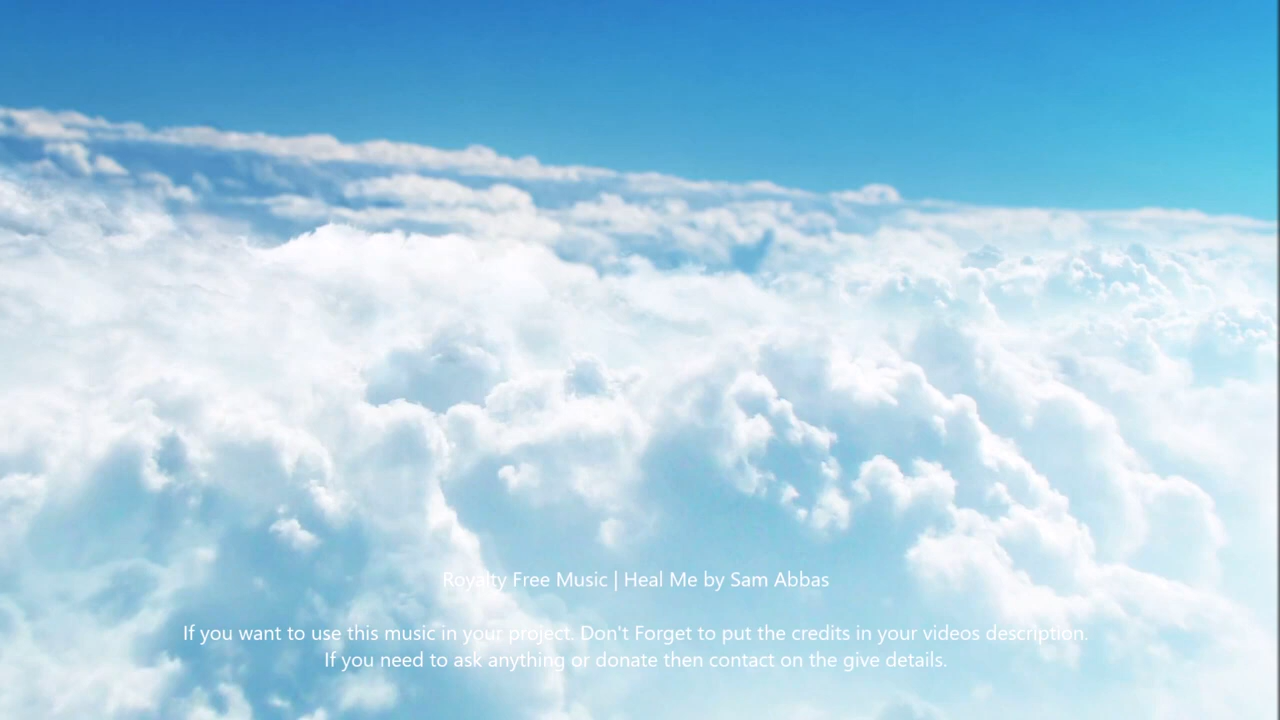 Royalty Free Music | Heal Me by Sam Abbas
If you want to use this music in your project. Don't Forget to put the credits in your videos description.
If you need to ask anything or donate then contact on the give details.